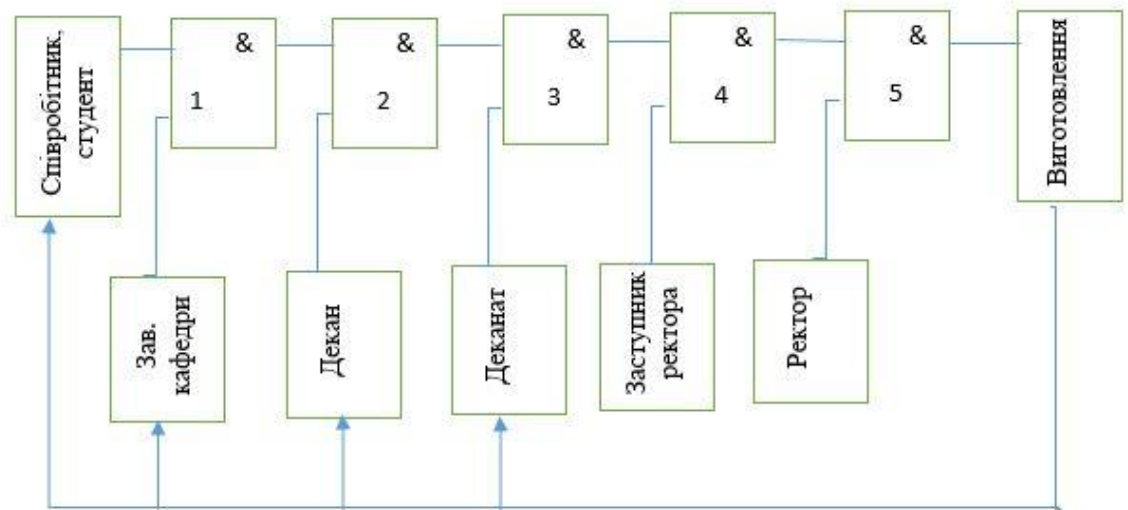 Співробітник,
студент
&
1
&
2
&
3
&
4
&
5
Виготовлення
Зав.
кафедри
Декан
Деканат
Заступник
ректора
Ректор